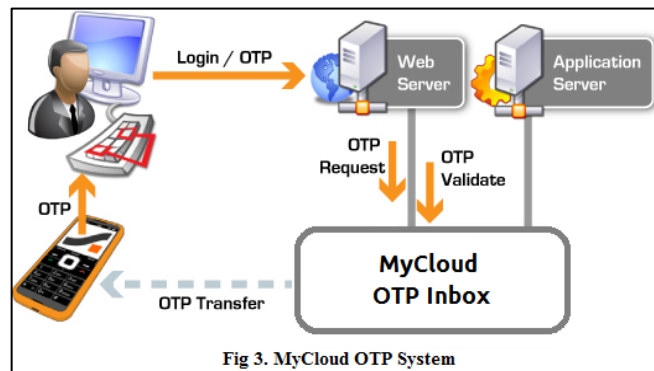 Login / OTP
Web
Server
Application
Server
OTP
Request
OTP
Validate
OTP
MyCloud
OTP Inbox
OTP Transfer
Fig 3. MyCloud OTP System